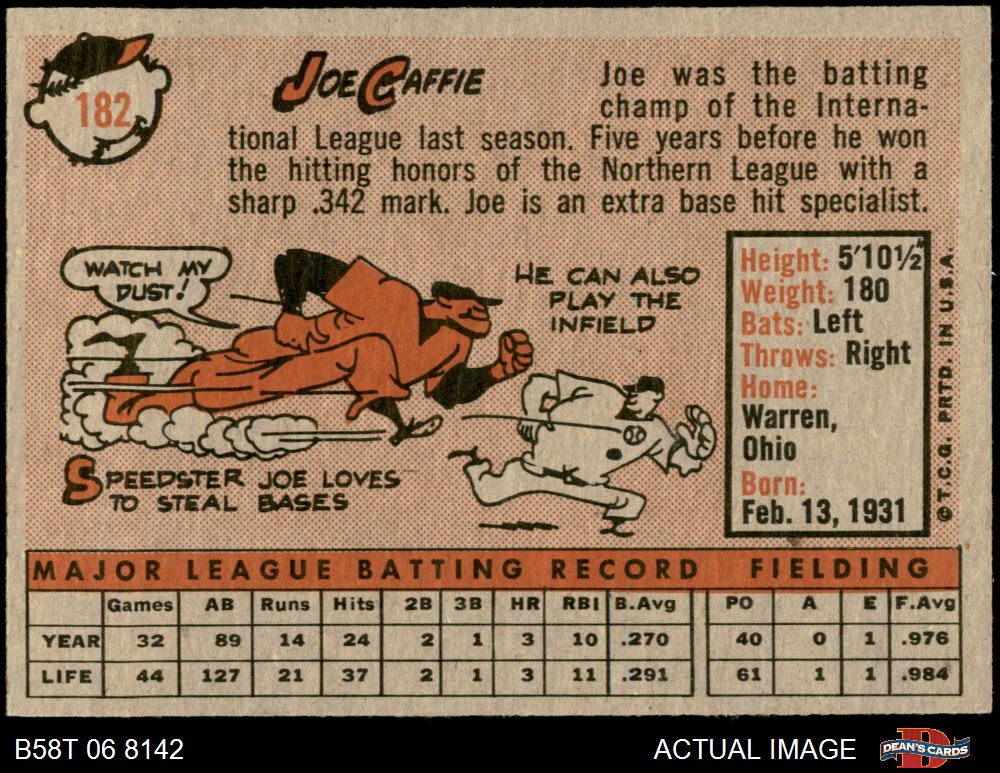 182
JOE CAFFIE
Joe was the batting
champ of the Interna-
tional League last season. Five years before he won
the hitting honors of the Northern League with a
sharp .342 mark. Joe is an extra base hit specialist.
WATCH MY
DUST!
HE CAN ALSO
PLAY THE
INFIELD
SPEEDSTER JOE LOVES
TO STEAL BASES
Height: 5'10½"
Weight: 180
Bats: Left
Throws: Right
Home:
Warren,
Ohio
Born:
Feb. 13, 1931
© T.C.G. PRTD. IN U.S.A.
MAJOR LEAGUE BATTING RECORD FIELDING
Games AB Runs Hits 2B 3B HR RBI B.Avg PO A E F.Avg
YEAR 32 89 14 24 2 1 3 10 .270 40 0 1 .976
LIFE 44 127 21 37 2 1 3 11 .291 61 1 1 .984
B58T 06 8142 ACTUAL IMAGE DEAN'S CARDS